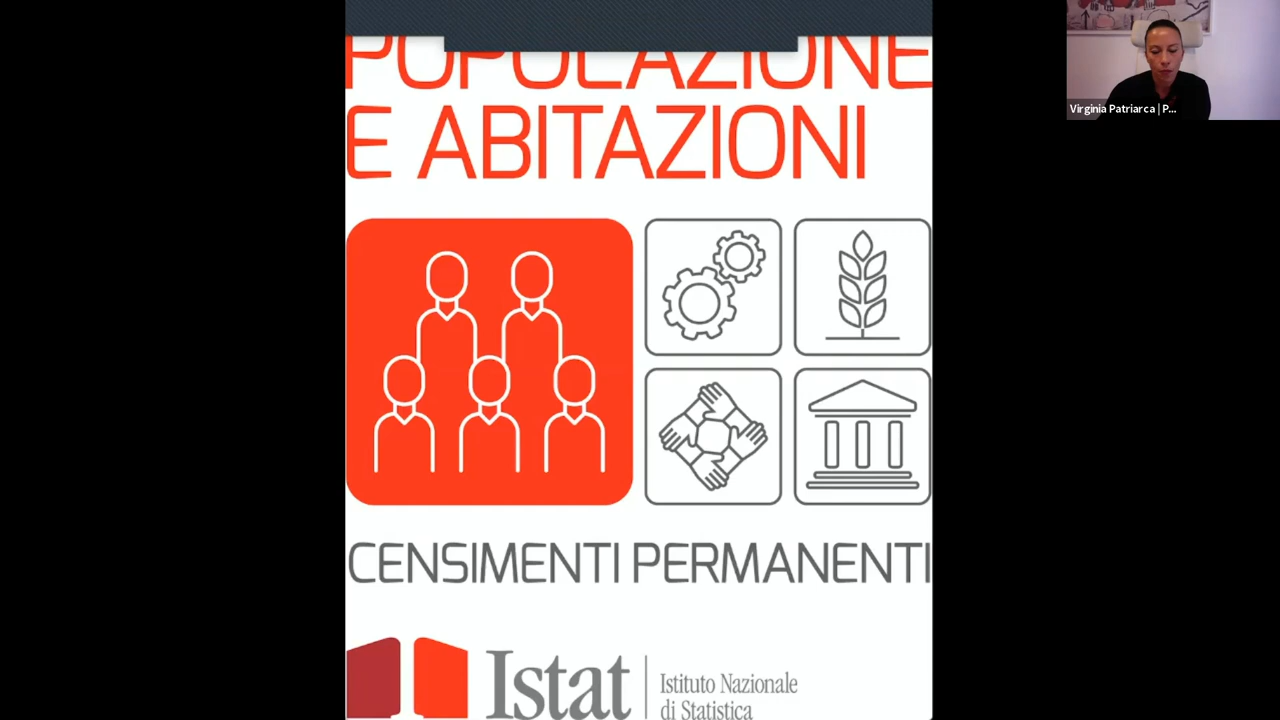 POPOLAZIONE
E ABITAZIONI
CENSIMENTI PERMANENTI
Istat
Istituto Nazionale
di Statistica
Virginia Patriarca | P...